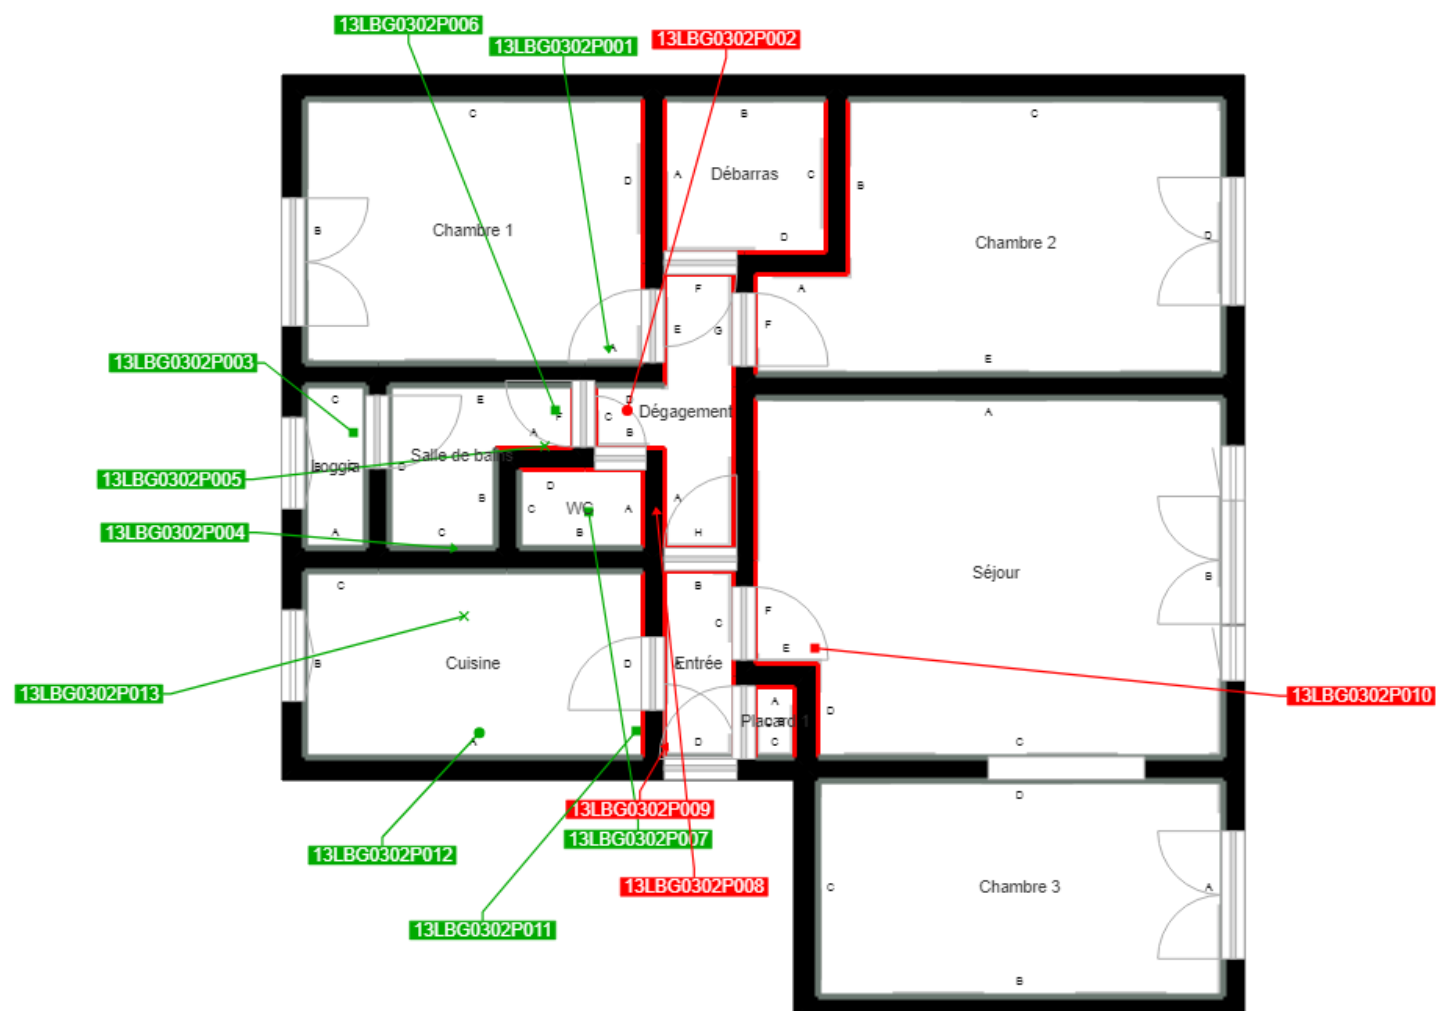 13LBG0302P006
13LBG0302P001
13LBG0302P002
C
B
C
Débarras
A
C
D
B
B
Chambre 1
D
D
Chambre 2
F
A
E
G
F
A
E
13LBG0302P003
C
E
D
Dégagement
A
F
C
A
B
loggia
D
Salle de bains
13LBG0302P005
B
D
C
WC
A
A
13LBG0302P004
A
C
B
H
Séjour
B
C
B
C
F
B
Cuisine
D
Entrée
E
13LBG0302P013
13LBG0302P010
A
Placard 1
D
A
D
C
C
13LBG0302P009
13LBG0302P007
D
13LBG0302P012
13LBG0302P008
C
Chambre 3
A
13LBG0302P011
B